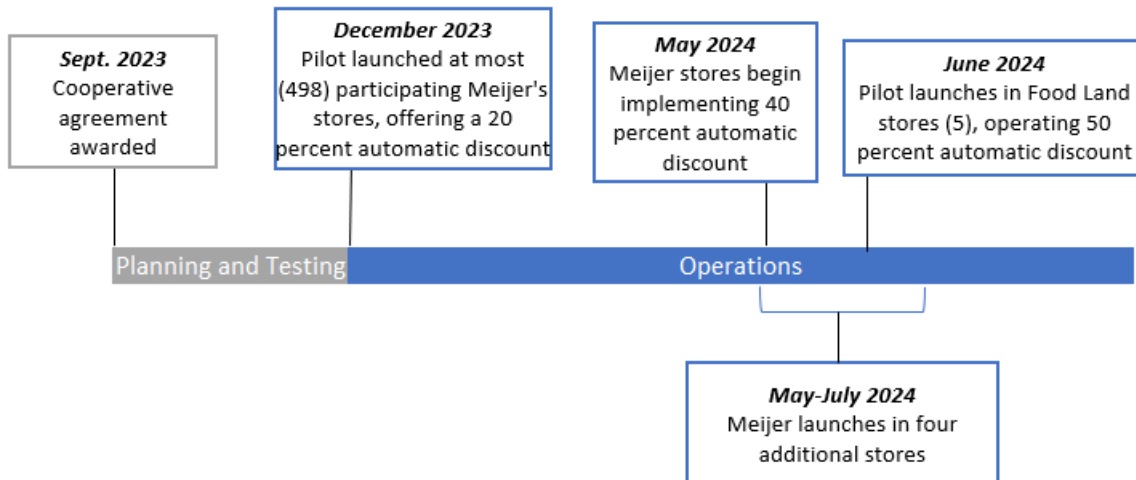 Sept. 2023
Cooperative
agreement
awarded
December 2023
Pilot launched at most
(498) participating Meijer's
stores, offering a 20
percent automatic discount
May 2024
Meijer stores begin
implementing 40
percent automatic
discount
June 2024
Pilot launches in Food Land
stores (5), operating 50
percent automatic discount
Planning and Testing
Operations
May-July 2024
Meijer launches in four
additional stores